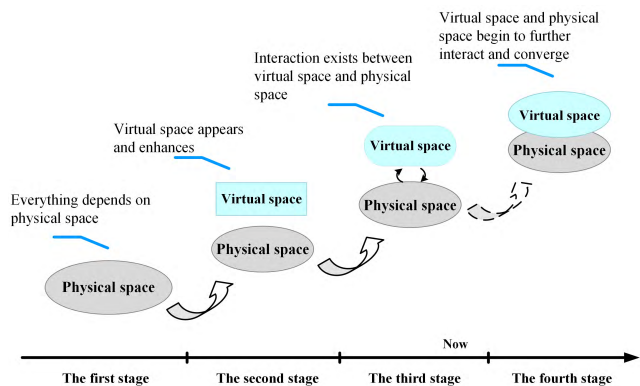 Virtual space and physical
space begin to further
interact and converge
Interaction exists between
virtual space and physical
space
Virtual space
Physical space
Virtual space appears
and enhances
Virtual space
Physical space
Everything depends on
physical space
Virtual space
Physical space
Physical space
Now
The first stage
The second stage
The third stage
The fourth stage